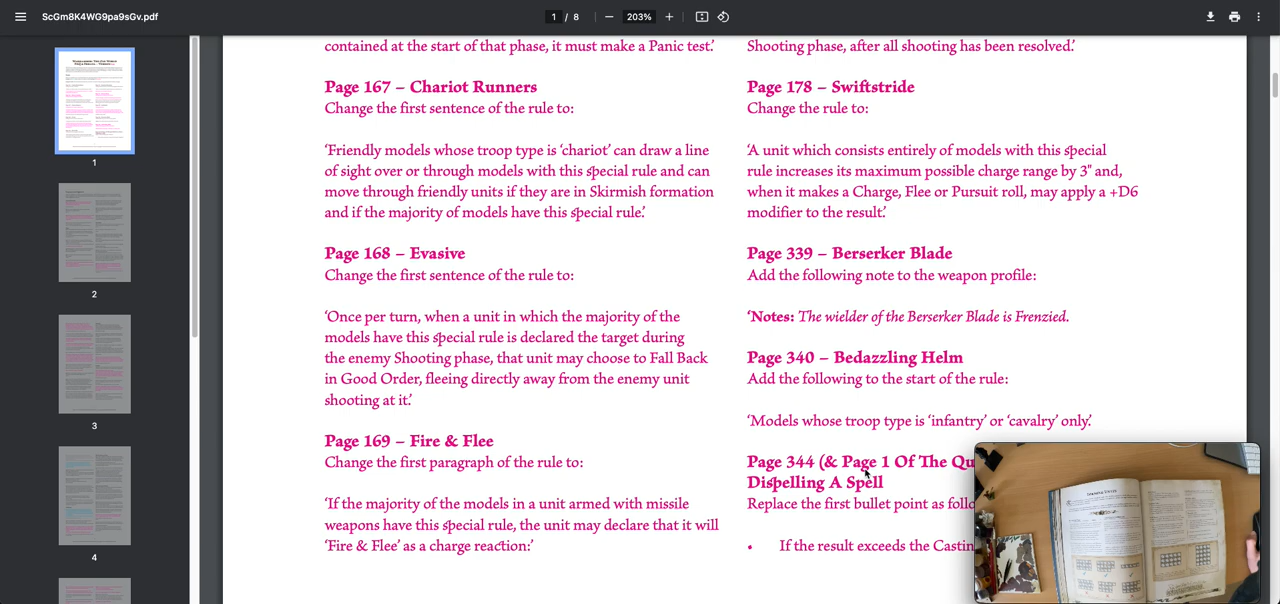 ScGm8K4WG9pa9sGv.pdf
1 / 8
203%
1
2
3
4
contained at the start of that phase, it must make a Panic test.'
Page 167 – Chariot Runners
Change the first sentence of the rule to:
'Friendly models whose troop type is 'chariot' can draw a line
of sight over or through models with this special rule and can
move through friendly units if they are in Skirmish formation
and if the majority of models have this special rule.'
Page 168 – Evasive
Change the first sentence of the rule to:
'Once per turn, when a unit in which the majority of the
models have this special rule is declared the target during
the enemy Shooting phase, that unit may choose to Fall Back
in Good Order, fleeing directly away from the enemy unit
shooting at it.'
Page 169 – Fire & Flee
Change the first paragraph of the rule to:
'If the majority of the models in a unit armed with missile
weapons have this special rule, the unit may declare that it will
'Fire & Flee' as a charge reaction:'
Shooting phase, after all shooting has been resolved.'
Page 178 – Swiftstride
Change the rule to:
'A unit which consists entirely of models with this special
rule increases its maximum possible charge range by 3" and,
when it makes a Charge, Flee or Pursuit roll, may apply a +D6
modifier to the result.'
Page 339 – Berserker Blade
Add the following note to the weapon profile:
'Notes: The wielder of the Berserker Blade is Frenzied.
Page 340 – Bedazzling Helm
Add the following to the start of the rule:
'Models whose troop type is 'infantry' or 'cavalry' only.'
Page 344 (& Page 1 Of The Qu
Dispelling A Spell
Replace the first bullet point as follo
• If the result exceeds the Castin